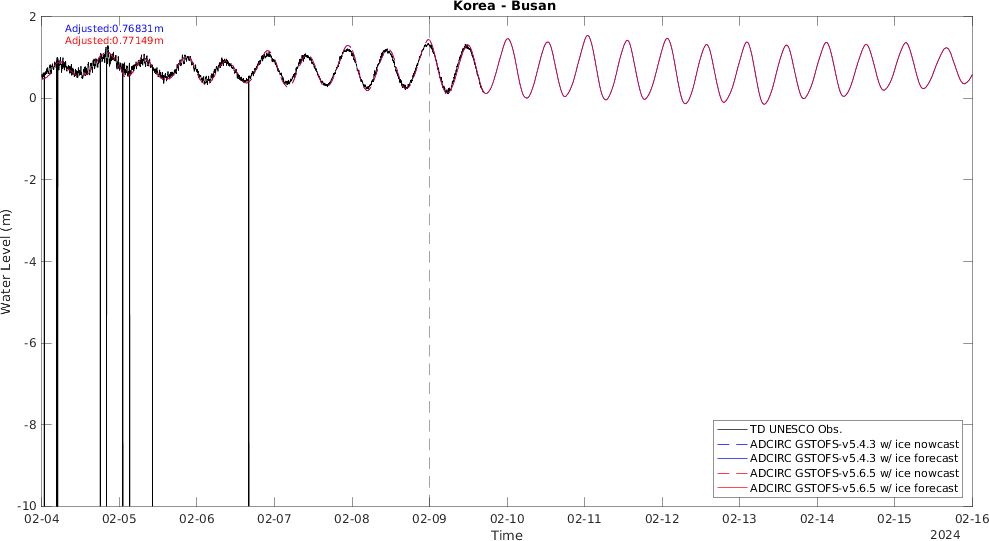 Korea - Busan
Adjusted:0.76831m
Adjusted:0.77149m
Water Level (m)
2
0
-2
-4
-6
-8
-10
TD UNESCO Obs.
ADCIRC GSTOFS-v5.4.3 w/ ice nowcast
ADCIRC GSTOFS-v5.4.3 w/ ice forecast
ADCIRC GSTOFS-v5.6.5 w/ ice nowcast
ADCIRC GSTOFS-v5.6.5 w/ ice forecast
02-04 02-05 02-06 02-07 02-08 02-09 02-10 02-11 02-12 02-13 02-14 02-15 02-16
Time
2024